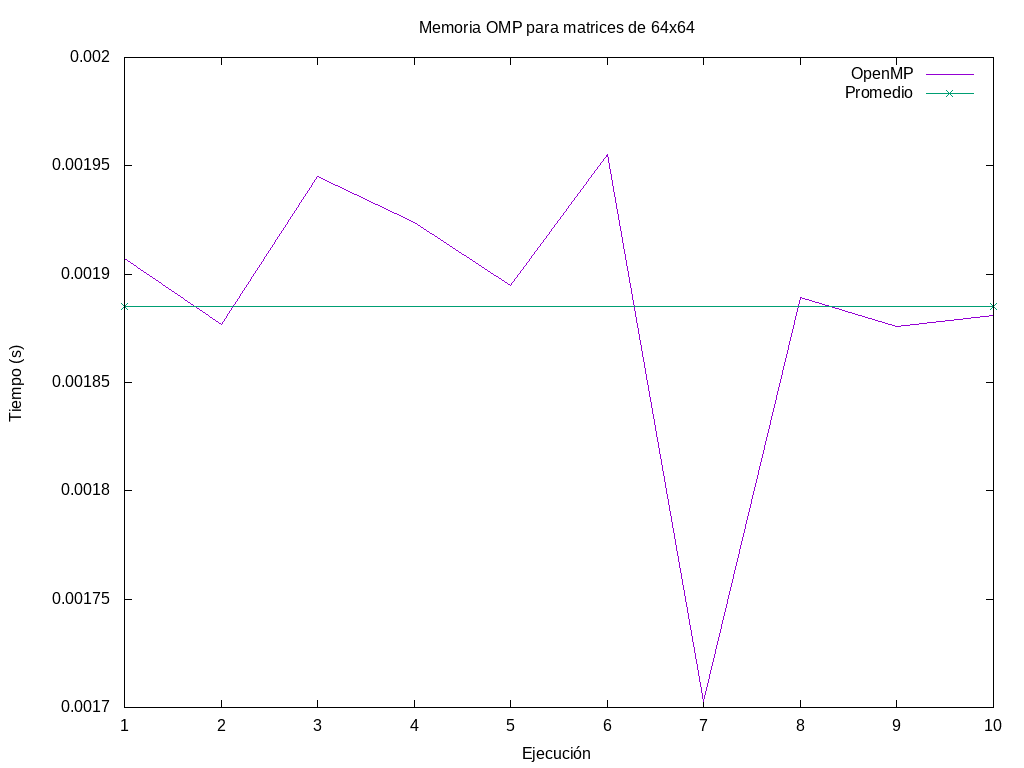 Memoria OMP para matrices de 64x64
0.002
0.00195
0.0019
0.00185
0.0018
0.00175
0.0017
1 2 3 4 5 6 7 8 9 10
Tiempo (s)
Ejecución
OpenMP
Promedio